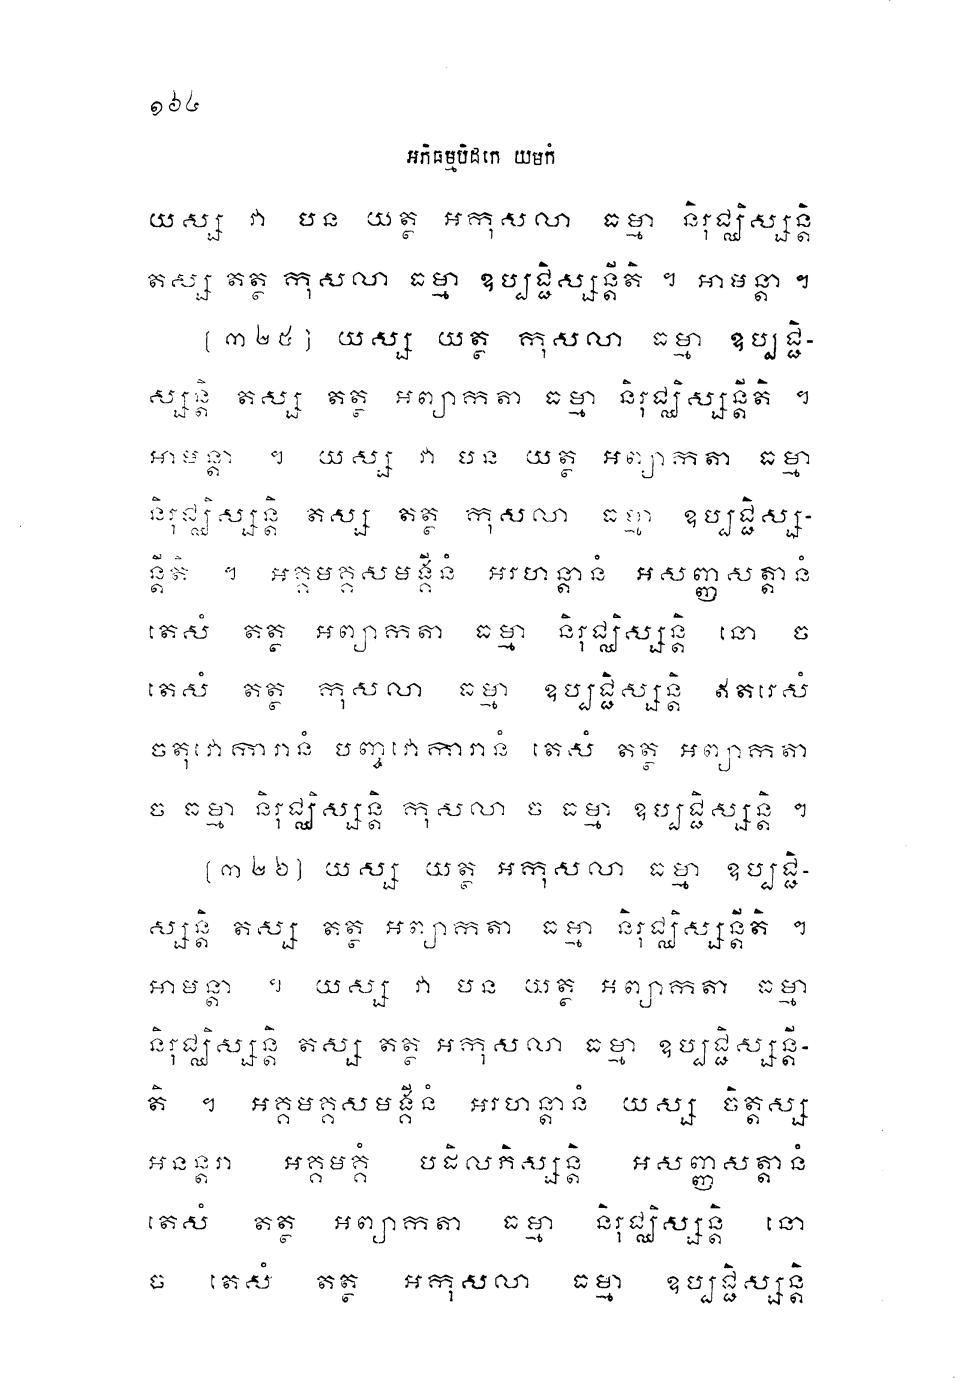 ១៦៤
អភិធម្មបិដកេ យមកំ
យស្ស វា បន យត្ថ អកុសលា ធម្មា និរុជ្ឈិស្សន្តិ
តស្ស តត្ថ កុសលា ធម្មា ឧប្បជ្ជិស្សន្តីតិ ។ អាមន្តា ។
[៣២៥] យស្ស យត្ថ កុសលា ធម្មា ឧប្បជ្ជិ-
ស្សន្តិ តស្ស តត្ថ អព្យាកតា ធម្មា និរុជ្ឈិស្សន្តីតិ ។
អាមន្តា ។ យស្ស វា បន យត្ថ អព្យាកតា ធម្មា
និរុជ្ឈិស្សន្តិ តស្ស តត្ថ កុសលា ធម្មា ឧប្បជ្ជិស្ស-
ន្តីតិ ។ អគ្គមគ្គសមង្គីនំ អរហន្តានំ អសញ្ញសត្តានំ
តេសំ តត្ថ អព្យាកតា ធម្មា និរុជ្ឈិស្សន្តិ នោ ច
តេសំ តត្ថ កុសលា ធម្មា ឧប្បជ្ជិស្សន្តិ ឥតរេសំ
ចតុវោការានំ បញ្ចវោការានំ តេសំ តត្ថ អព្យាកតា
ច ធម្មា និរុជ្ឈិស្សន្តិ កុសលា ច ធម្មា ឧប្បជ្ជិស្សន្តិ ។
[៣២៦] យស្ស យត្ថ អកុសលា ធម្មា ឧប្បជ្ជិ-
ស្សន្តិ តស្ស តត្ថ អព្យាកតា ធម្មា និរុជ្ឈិស្សន្តីតិ ។
អាមន្តា ។ យស្ស វា បន យត្ថ អព្យាកតា ធម្មា
និរុជ្ឈិស្សន្តិ តស្ស តត្ថ អកុសលា ធម្មា ឧប្បជ្ជិស្សន្តី-
តិ ។ អគ្គមគ្គសមង្គីនំ អរហន្តានំ យស្ស ចិត្តស្ស
អនន្តរា អគ្គមគ្គំ បដិលភិស្សន្តិ អសញ្ញសត្តានំ
តេសំ តត្ថ អព្យាកតា ធម្មា និរុជ្ឈិស្សន្តិ នោ
ច តេសំ តត្ថ អកុសលា ធម្មា ឧប្បជ្ជិស្សន្តិ